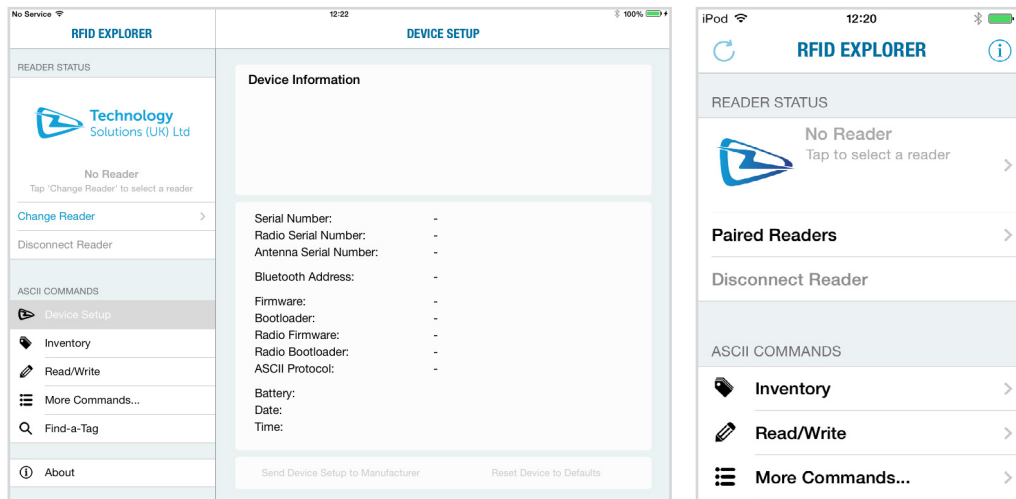 No Service 12:22 100%
RFID EXPLORER
READER STATUS
Technology
Solutions (UK) Ltd
No Reader
Tap 'Change Reader' to select a reader
Change Reader
Disconnect Reader
ASCII COMMANDS
Device Setup
Inventory
Read/Write
More Commands...
Find-a-Tag
About
DEVICE SETUP
Device Information
Serial Number: -
Radio Serial Number: -
Antenna Serial Number: -
Bluetooth Address: -
Firmware: -
Bootloader: -
Radio Firmware: -
Radio Bootloader: -
ASCII Protocol: -
Battery:
Date:
Time:
Send Device Setup to Manufacturer Reset Device to Defaults
iPod 12:20
RFID EXPLORER
READER STATUS
No Reader
Tap to select a reader
Paired Readers
Disconnect Reader
ASCII COMMANDS
Inventory
Read/Write
More Commands...